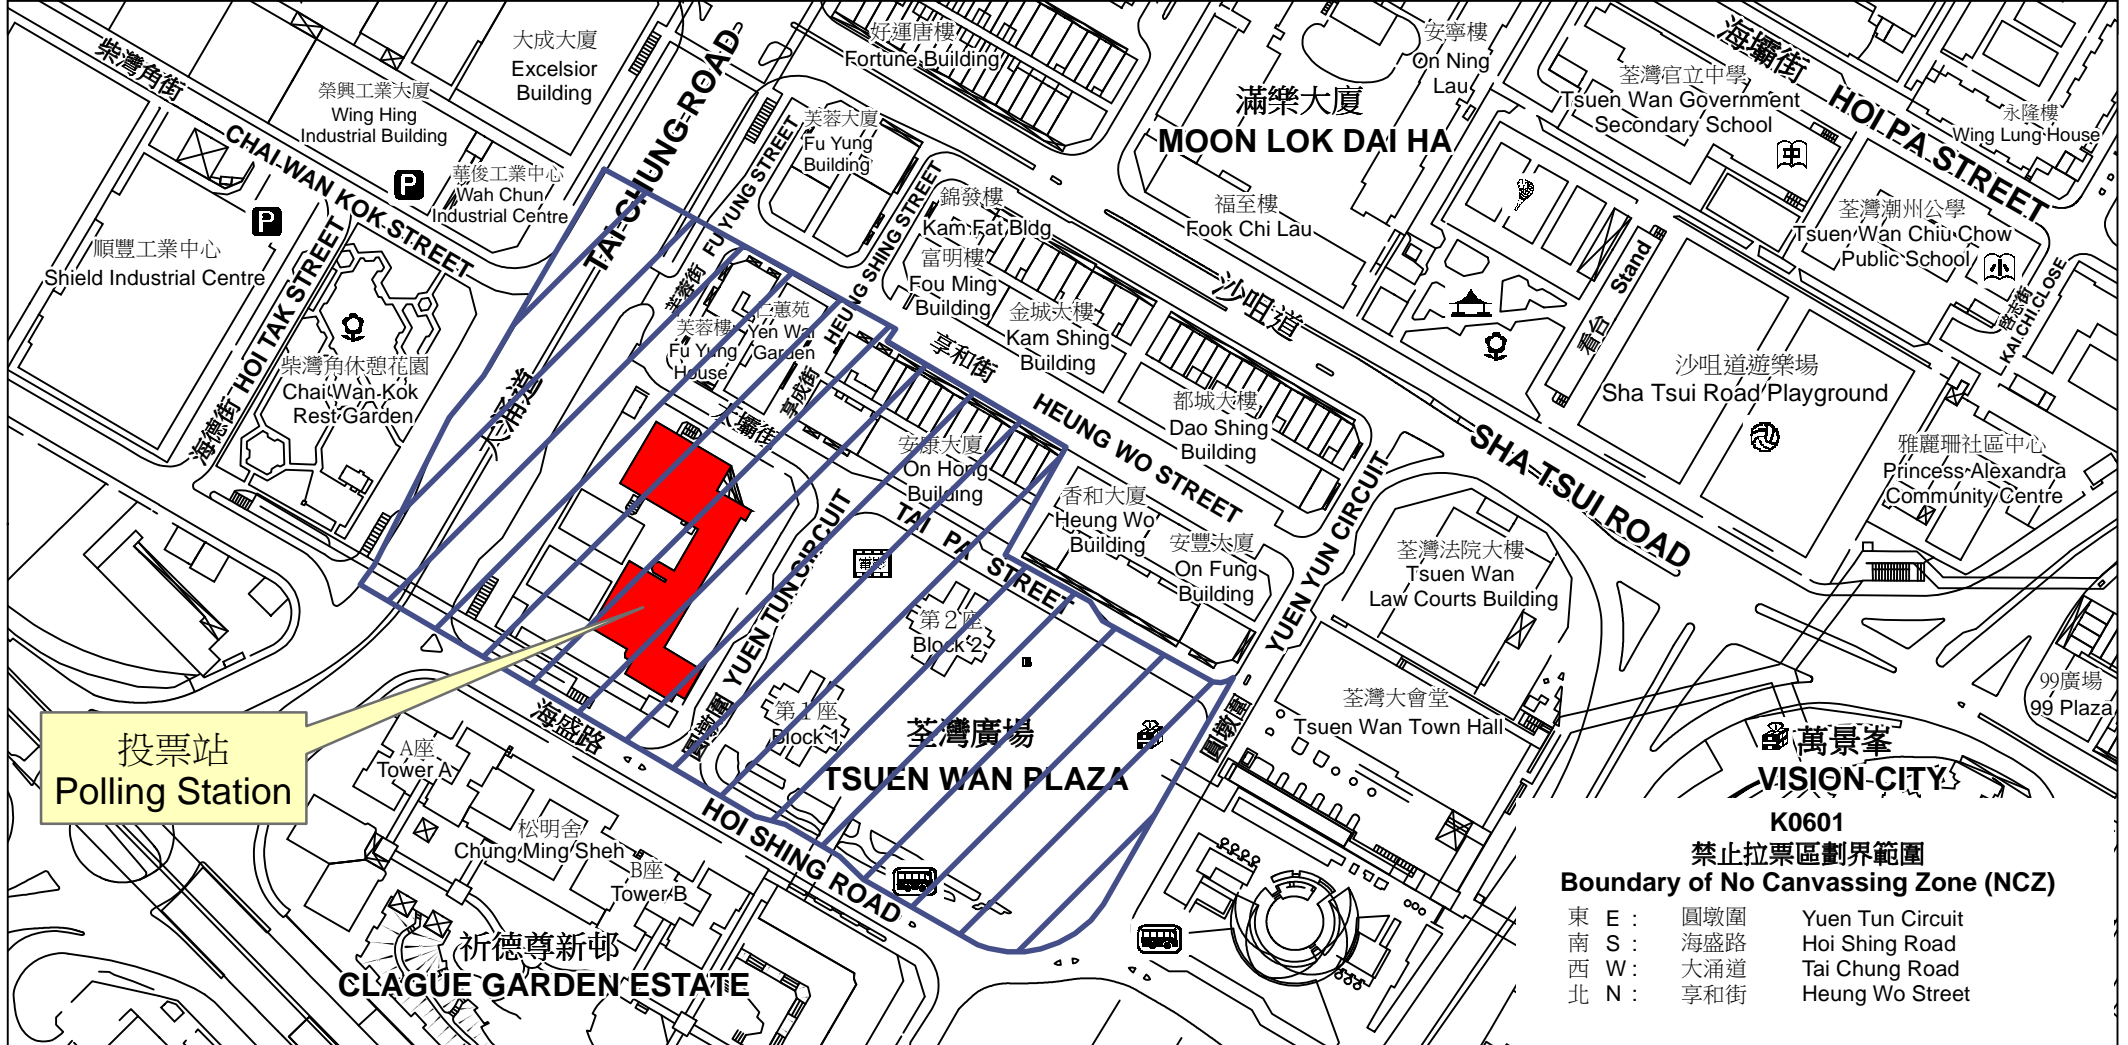 柴灣角街
CHAI WAN KOK STREET
大成大廈
Excelsior
Building
榮興工業大廈
Wing Hing
Industrial Building
華俊工業中心
Wah Chun
Industrial Centre
P
P
順豐工業中心
Shield Industrial Centre
海德街 HOI TAK STREET
柴灣角休憩花園
Chai Wan Kok
Rest Garden
TAI CHUNG ROAD
大涌道
好運唐樓
Fortune Building
芙蓉大廈
Fu Yung
Building
芙蓉街 FU YUNG STREET
HEUNG SHING STREET
享成街
錦發樓
Kam Fat Bldg
富明樓
Fou Ming
Building
仁蕙苑
Yen Wai
Garden
芙蓉樓
Fu Yung
House
大壩街
TAI PA STREET
享和街
HEUNG WO STREET
金城大樓
Kam Shing
Building
都城大樓
Dao Shing
Building
安康大廈
On Hong
Building
香和大廈
Heung Wo
Building
安豐大廈
On Fung
Building
安寧樓
On Ning
Lau
滿樂大廈
MOON LOK DAI HA
福至樓
Fook Chi Lau
沙咀道
SHA TSUI ROAD
荃灣官立中學
Tsuen Wan Government
Secondary School
中
海壩街
HOI PA STREET
永隆樓
Wing Lung House
荃灣潮州公學
Tsuen Wan Chiu Chow
Public School
小
啓志街
KAI CHI CLOSE
看台 Stand
沙咀道遊樂場
Sha Tsui Road Playground
雅麗珊社區中心
Princess Alexandra
Community Centre
荃灣法院大樓
Tsuen Wan
Law Courts Building
YUEN YUN CIRCUIT
圓墩圍
荃灣大會堂
Tsuen Wan Town Hall
99廣場
99 Plaza
萬景峯
VISION CITY
圓墩圍 YUEN TUN CIRCUIT
第2座
Block 2
第1座
Block 1
荃灣廣場
TSUEN WAN PLAZA
海盛路
HOI SHING ROAD
投票站
Polling Station
A座
Tower A
松明舍
Chung Ming Sheh
B座
Tower B
祈德尊新邨
CLAGUE GARDEN ESTATE
K0601
禁止拉票區劃界範圍
Boundary of No Canvassing Zone (NCZ)
東 E : 圓墩圍 Yuen Tun Circuit
南 S : 海盛路 Hoi Shing Road
西 W : 大涌道 Tai Chung Road
北 N : 享和街 Heung Wo Street